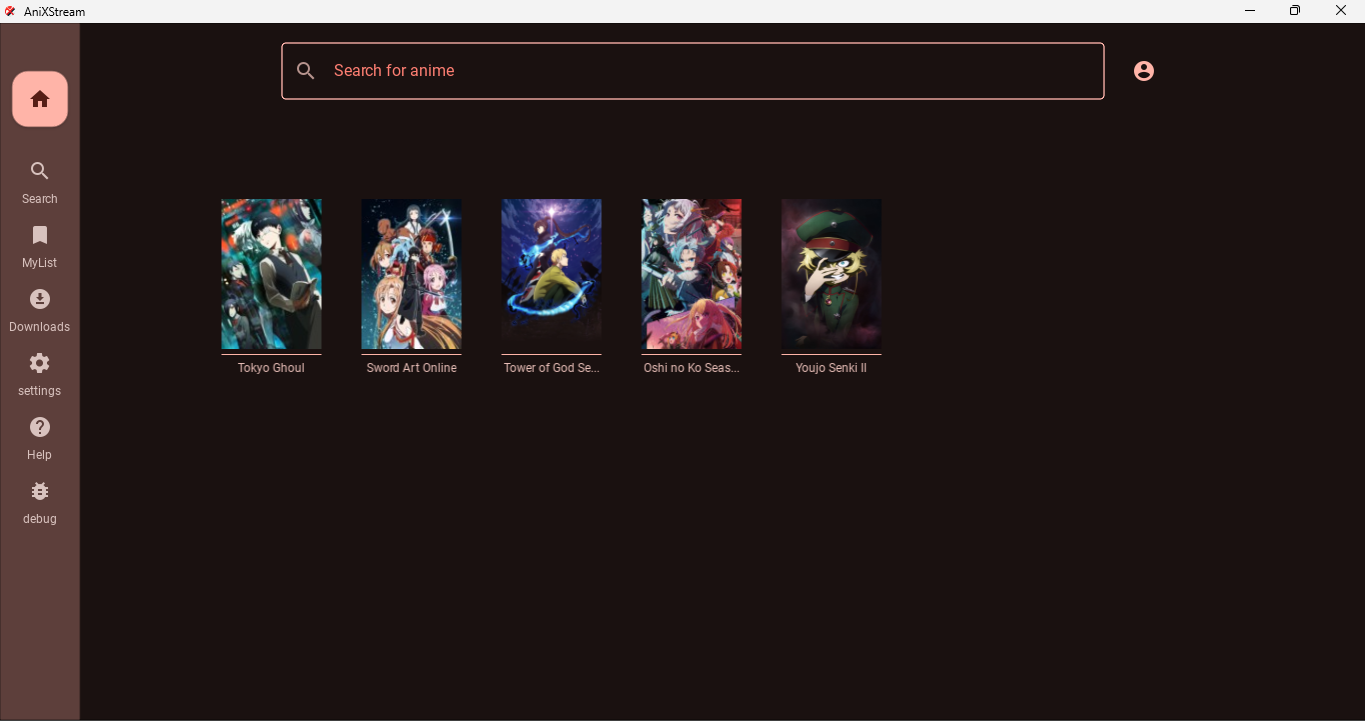 AniXStream
Search for anime
Search
MyList
Downloads
settings
Help
debug
Tokyo Ghoul
Sword Art Online
Tower of God Se...
Oshi no Ko Seas...
Youjo Senki II